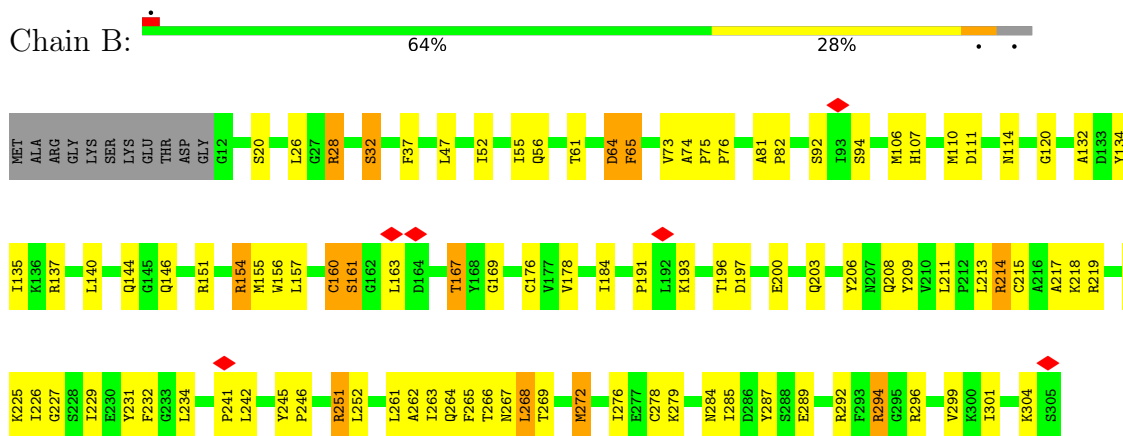 Chain B:
64% 28%
MET ALA ARG GLY LYS SER LYS GLU THR ASP GLY G12 S20 L26 G27 R28 S32 F37 L47 I52 I55 Q56 T61 D64 F65 V73 A74 P75 P76 A81 P82 S92 I93 S94 M106 H107 M110 D111 N114 G120 A132 D133 Y134
I135 K136 R137 L140 Q144 G145 Q146 R151 R154 M155 W156 L157 C160 S161 G162 L163 D164 T167 Y168 G169 C176 V177 V178 I184 P191 L192 K193 T196 D197 E200 Q203 Y206 N207 Q208 Y209 V210 L211 P212 L213 R214 C215 A216 A217 K218 R219
K225 I226 G227 S228 I229 E230 Y231 F232 G233 L234 P241 L242 Y245 P246 R251 L252 L261 A262 I263 Q264 F265 T266 N267 L268 T269 M272 I276 E277 C278 K279 N284 I285 D286 Y287 S288 E289 R292 F293 R294 G295 R296 V299 K300 I301 K304 S305